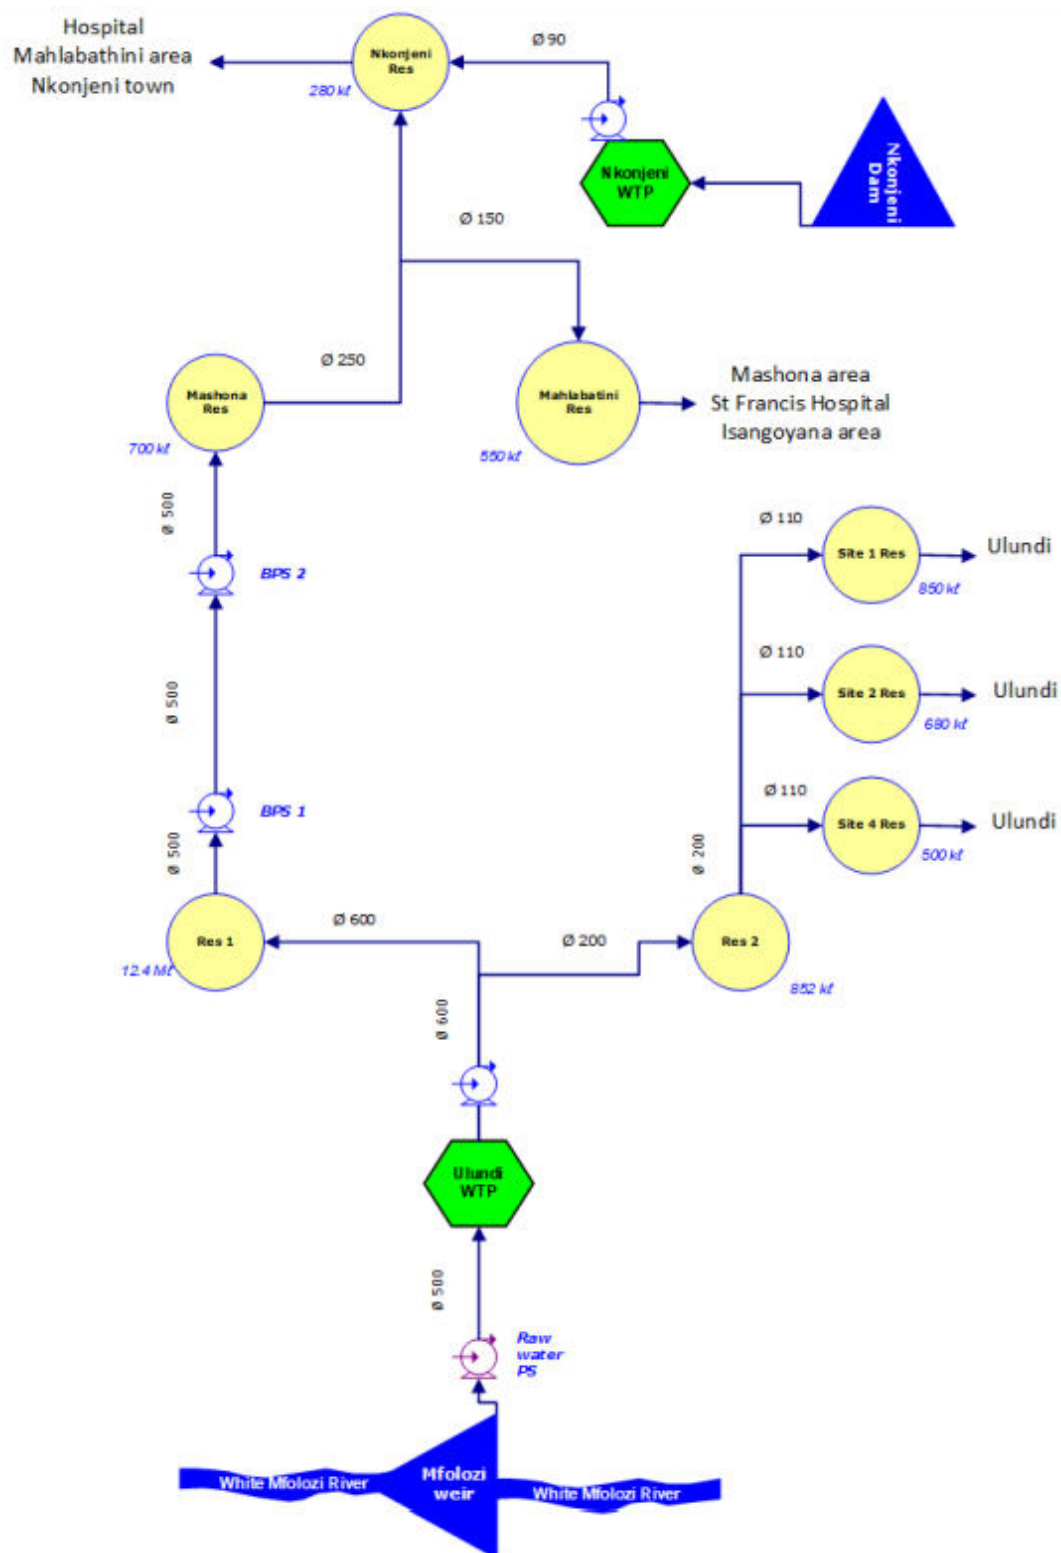 Hospital
Mahlabathini area
Nkonjeni town
Nkonjeni
Res
280 kℓ
Ø 90
Nkonjeni
WTP
Nkonjeni
Dam
Ø 150
Ø 250
Mashona
Res
700 kℓ
Mahlabatini
Res
550 kℓ
Mashona area
St Francis Hospital
Isangoyana area
Ø 500
BPS 2
Ø 110
Site 1 Res
Ulundi
850 kℓ
Ø 500
Ø 110
Site 2 Res
Ulundi
680 kℓ
BPS 1
Ø 110
Site 4 Res
Ulundi
500 kℓ
Ø 500
Ø 200
Res 1
12.4 Mℓ
Ø 600
Ø 200
Res 2
852 kℓ
Ø 600
Ulundi
WTP
Ø 500
Raw
water
PS
White Mfolozi River
Mfolozi
weir
White Mfolozi River